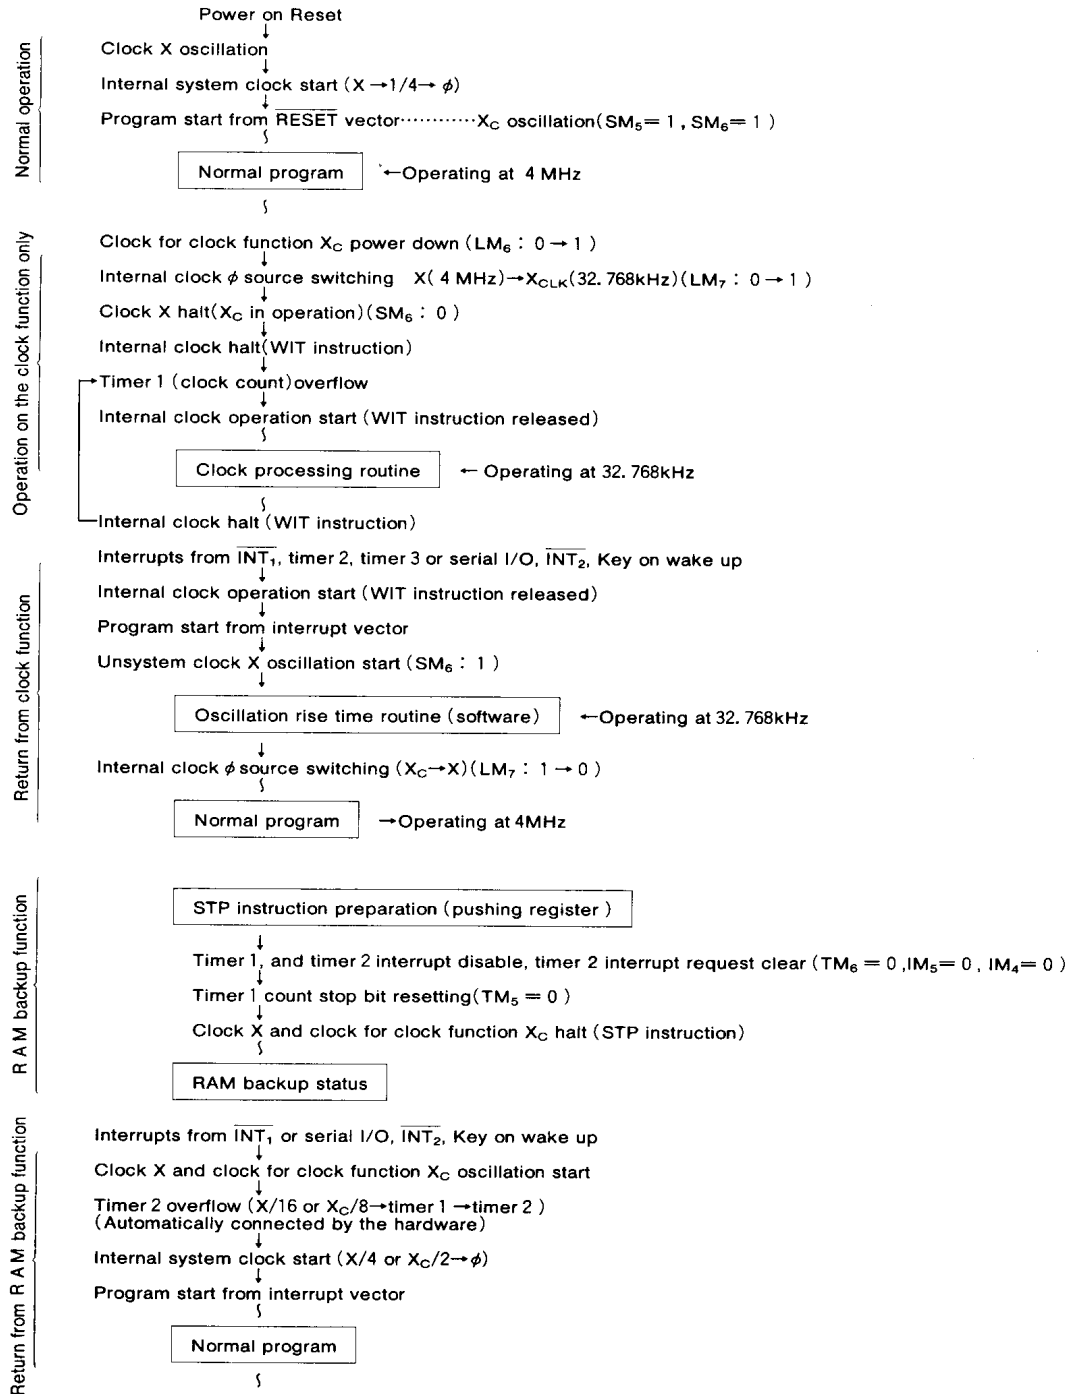 Power on Reset
Normal operation
Clock X oscillation
Internal system clock start (X→1/4→ φ)
Program start from RESET vector············XC oscillation(SM5= 1 , SM6= 1 )
Normal program ←Operating at 4 MHz
Operation on the clock function only
Clock for clock function XC power down (LM6 : 0 → 1 )
Internal clock φ source switching X( 4 MHz)→XCLK(32. 768kHz)(LM7 : 0 → 1 )
Clock X halt(XC in operation)(SM6 : 0 )
Internal clock halt(WIT instruction)
Timer 1 (clock count)overflow
Internal clock operation start (WIT instruction released)
Clock processing routine ← Operating at 32. 768kHz
Internal clock halt (WIT instruction)
Return from clock function
Interrupts from INT1, timer 2, timer 3 or serial I/O, INT2, Key on wake up
Internal clock operation start (WIT instruction released)
Program start from interrupt vector
Unsystem clock X oscillation start (SM6 : 1 )
Oscillation rise time routine (software) ←Operating at 32. 768kHz
Internal clock φ source switching (XC→X)(LM7 : 1 → 0 )
Normal program →Operating at 4MHz
RAM backup function
STP instruction preparation (pushing register )
Timer 1, and timer 2 interrupt disable, timer 2 interrupt request clear (TM6 = 0 ,IM5= 0 , IM4= 0 )
Timer 1 count stop bit resetting(TM5 = 0 )
Clock X and clock for clock function XC halt (STP instruction)
RAM backup status
Return from RAM backup function
Interrupts from INT1 or serial I/O, INT2, Key on wake up
Clock X and clock for clock function XC oscillation start
Timer 2 overflow (X/16 or XC/8→timer 1 →timer 2 )
(Automatically connected by the hardware)
Internal system clock start (X/4 or XC/2→φ)
Program start from interrupt vector
Normal program